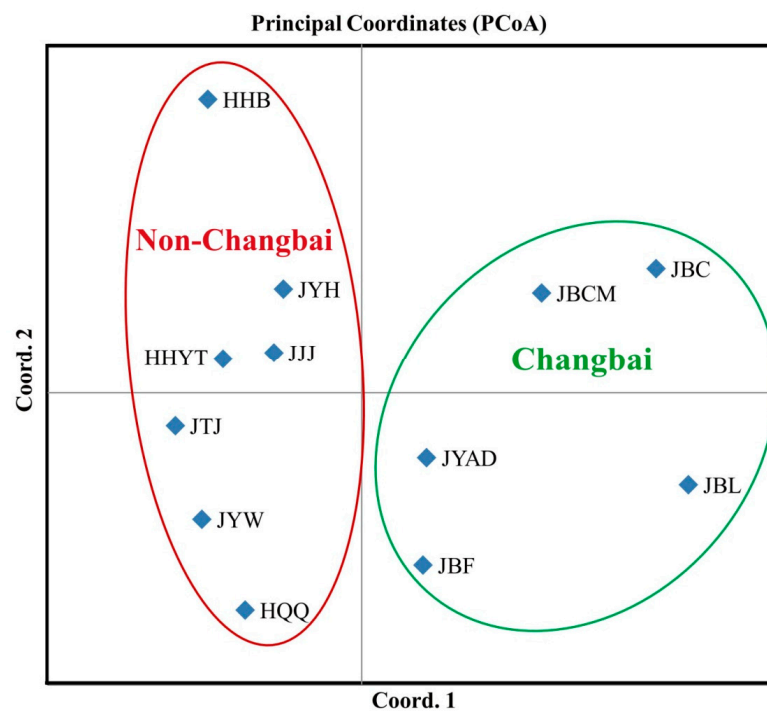 Principal Coordinates (PCoA)
HHB
Non-Changbai
JYH
JBCM
JBC
HHYT
JJJ
Changbai
Coord. 2
JTJ
JYAD
JBL
JYW
JBF
HQQ
Coord. 1